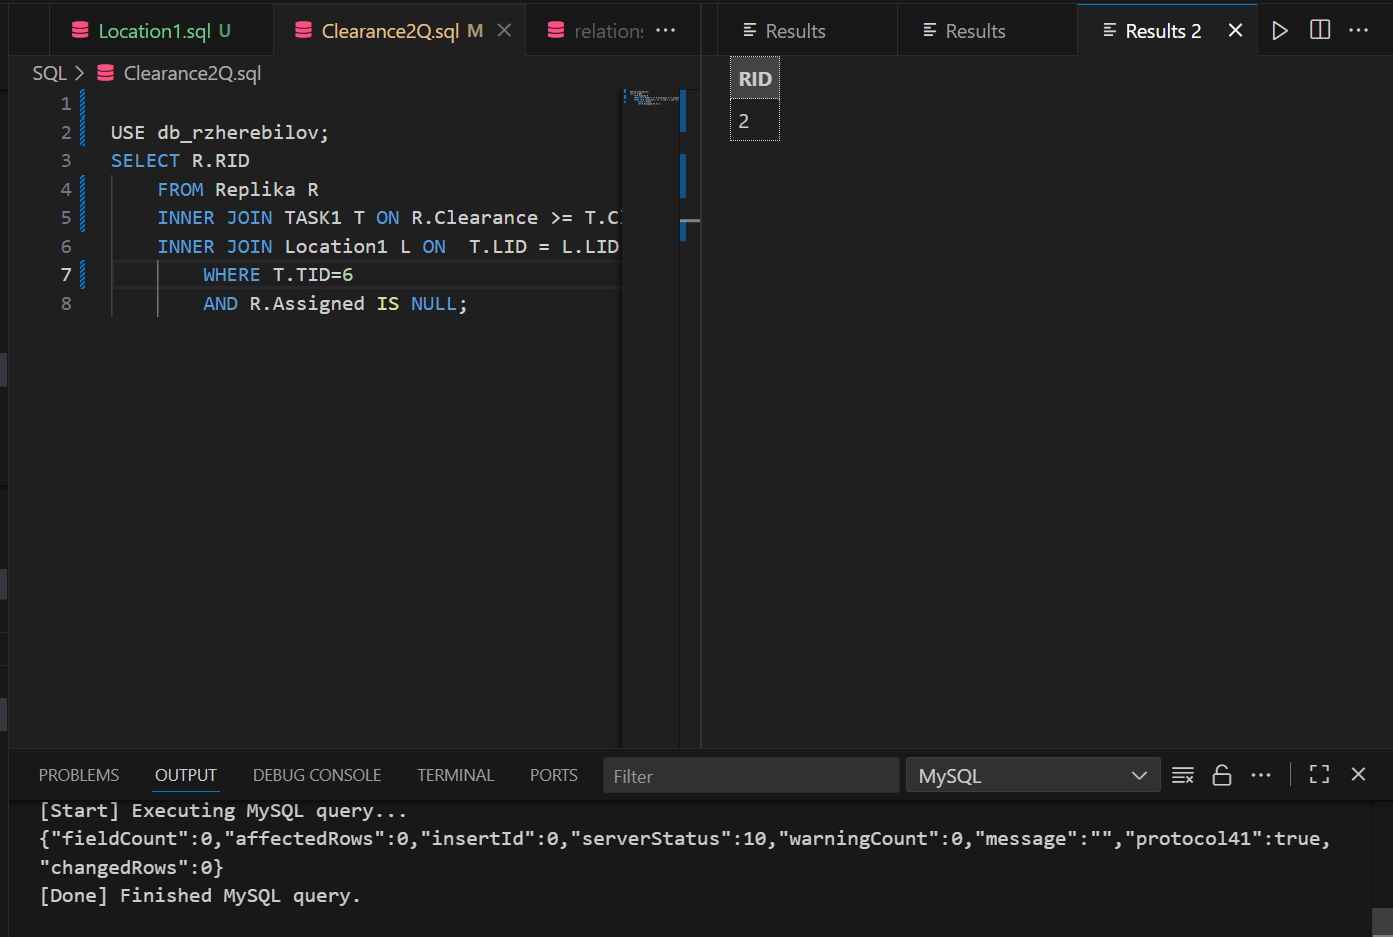 Location1.sql U
Clearance2Q.sql M
relation
Results
Results
Results 2
SQL > Clearance2Q.sql
1
2 USE db_rzherebilov;
3 SELECT R.RID
4 FROM Replika R
5 INNER JOIN TASK1 T ON R.Clearance >= T.C
6 INNER JOIN Location1 L ON T.LID = L.LID
7 WHERE T.TID=6
8 AND R.Assigned IS NULL;
RID
2
PROBLEMS OUTPUT DEBUG CONSOLE TERMINAL PORTS Filter MySQL
[Start] Executing MySQL query...
{"fieldCount":0,"affectedRows":0,"insertId":0,"serverStatus":10,"warningCount":0,"message":"","protocol41":true,
"changedRows":0}
[Done] Finished MySQL query.